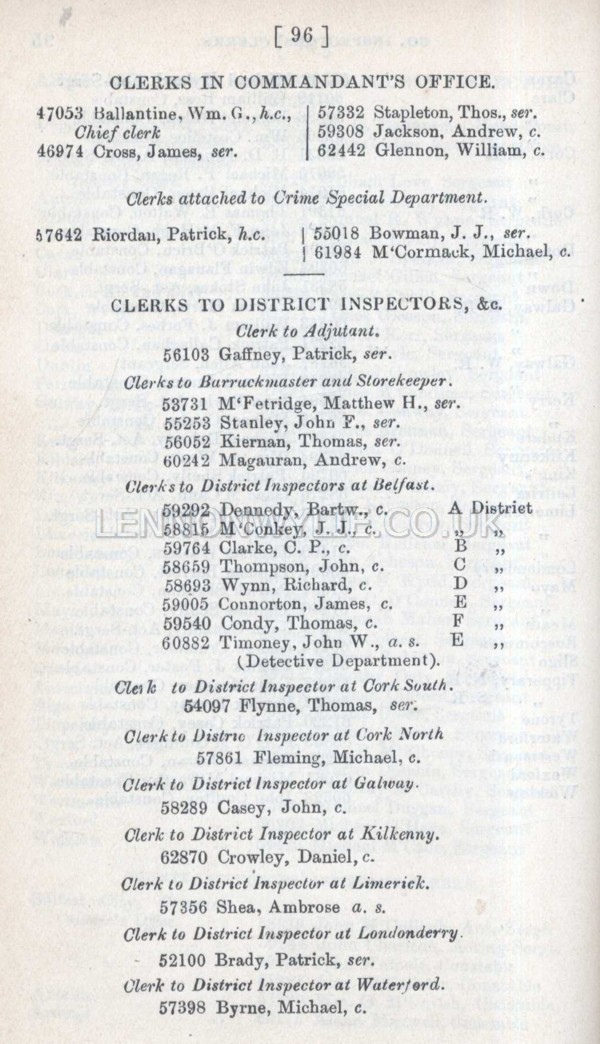 [ 96 ]
CLERKS IN COMMANDANT'S OFFICE.
47053 Ballantine, Wm. G., h.c.,
Chief clerk
46974 Cross, James, ser.
57332 Stapleton, Thos., ser.
59308 Jackson, Andrew, c.
62442 Glennon, William, c.
Clerks attached to Crime Special Department.
57642 Riordan, Patrick, h.c.
55018 Bowman, J. J., ser.
61984 M'Cormack, Michael, c.
CLERKS TO DISTRICT INSPECTORS, &c.
Clerk to Adjutant.
56103 Gaffney, Patrick, ser.
Clerks to Barrackmaster and Storekeeper.
53731 M'Fetridge, Matthew H., ser.
55253 Stanley, John F., ser.
56052 Kiernan, Thomas, ser.
60242 Magauran, Andrew, c.
Clerks to District Inspectors at Belfast.
59292 Dennedy, Bartw., c. A District
LENNONWYLIE.CO.UK
58815 M'Conkey, J. J., c. ,, ,,
59764 Clarke, C. P., c. B ,,
58659 Thompson, John, c. C ,,
58693 Wynn, Richard, c. D ,,
59005 Connorton, James, c. E ,,
59540 Condy, Thomas, c. F ,,
60882 Timoney, John W., a. s. E ,,
(Detective Department).
Clerk to District Inspector at Cork South.
54097 Flynne, Thomas, ser.
Clerk to Distric Inspector at Cork North
57861 Fleming, Michael, c.
Clerk to District Inspector at Galway.
58289 Casey, John, c.
Clerk to District Inspector at Kilkenny.
62870 Crowley, Daniel, c.
Clerk to District Inspector at Limerick.
57356 Shea, Ambrose a. s.
Clerk to District Inspector at Londonderry.
52100 Brady, Patrick, ser.
Clerk to District Inspector at Waterford.
57398 Byrne, Michael, c.